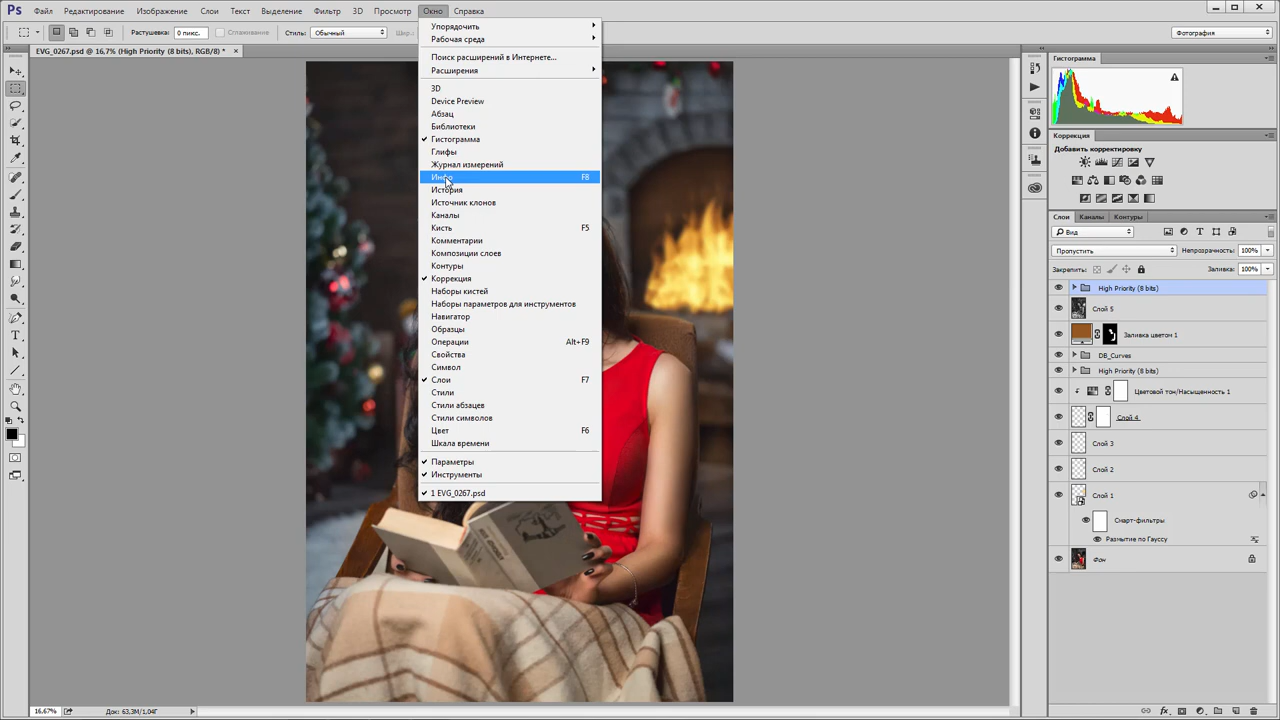 Ps Файл Редактирование Изображение Слои Текст Выделение Фильтр 3D Просмотр Окно Справка
Растушевка: 0 пикс. Сглаживание Стиль: Обычный Шир.: Фотография
EVG_0267.psd @ 16,7% (High Priority (8 bits), RGB/8) *
Упорядочить
Рабочая среда
Поиск расширений в Интернете...
Расширения
3D
Device Preview
Абзац
Библиотеки
Гистограмма
Глифы
Журнал измерений
Инфо F8
История
Источник клонов
Каналы
Кисть F5
Комментарии
Композиции слоев
Контуры
Коррекция
Наборы кистей
Наборы параметров для инструментов
Навигатор
Образцы
Операции Alt+F9
Свойства
Символ
Слои F7
Стили
Стили абзацев
Стили символов
Цвет F6
Шкала времени
Параметры
Инструменты
1 EVG_0267.psd
Гистограмма
Коррекция
Добавить корректировку
Слои Каналы Контуры
Вид
Пропустить Непрозрачность: 100%
Закрепить: Заливка: 100%
High Priority (8 bits)
Слой 5
Заливка цветом 1
DB_Curves
High Priority (8 bits)
Цветовой тон/Насыщенность 1
Слой 4
Слой 3
Слой 2
Слой 1
Смарт-фильтры
Размытие по Гауссу
Фон
16.67% Док: 63,3M/1,04Г